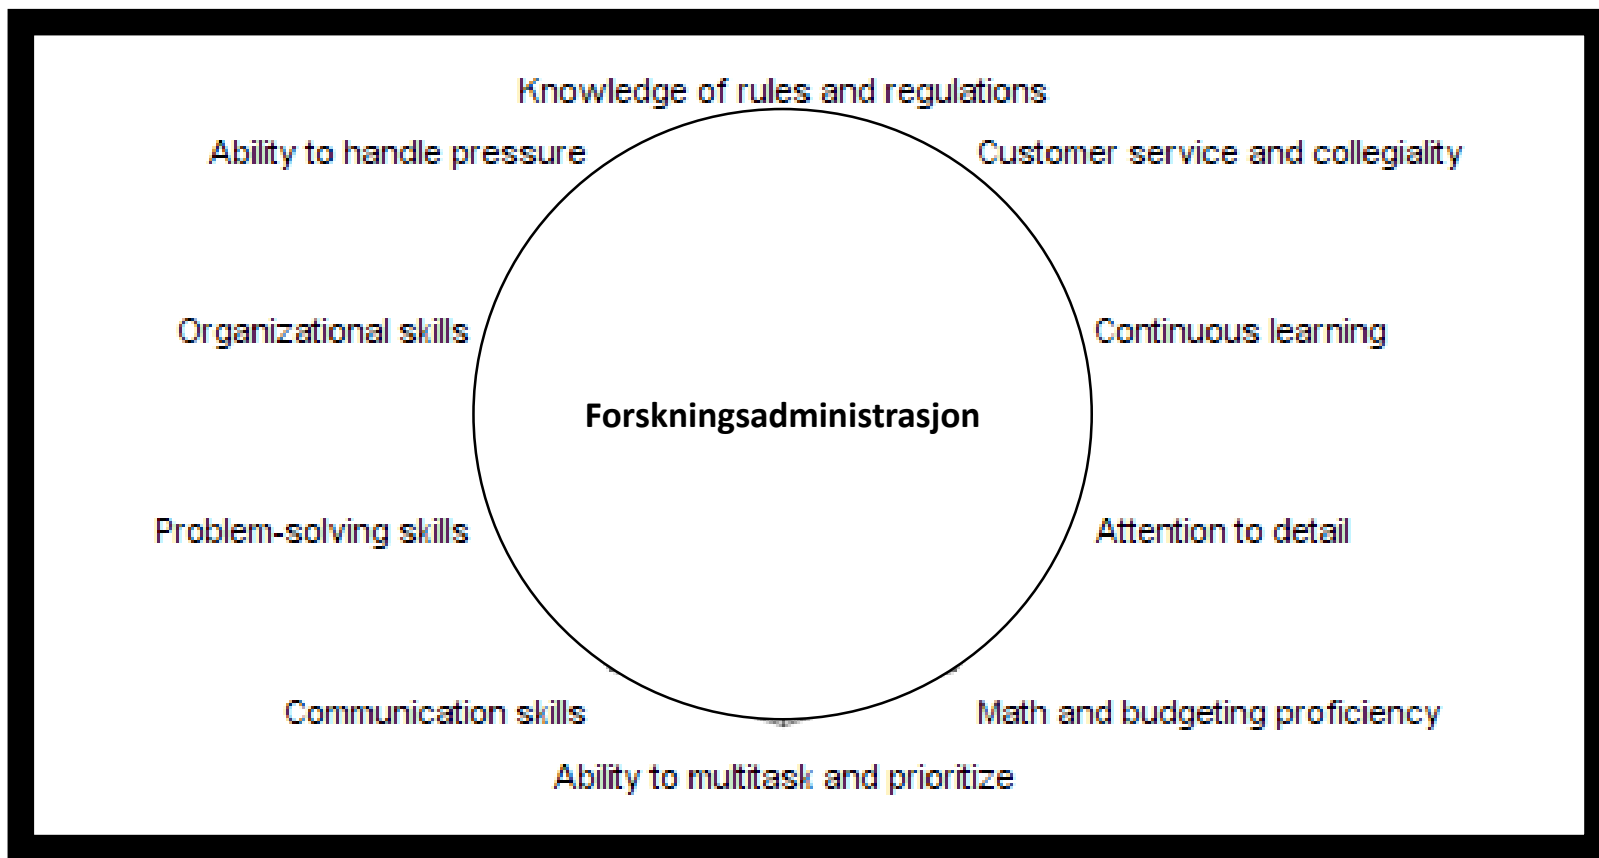 Knowledge of rules and regulations
Ability to handle pressure
Customer service and collegiality
Organizational skills
Continuous learning
Forskningsadministrasjon
Problem-solving skills
Attention to detail
Communication skills
Math and budgeting proficiency
Ability to multitask and prioritize